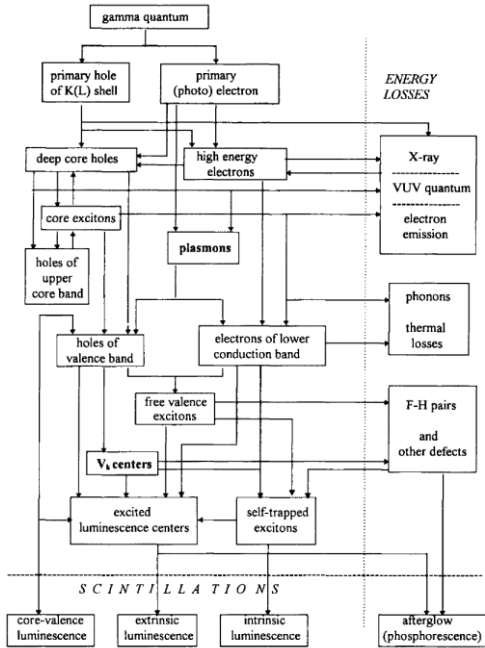 gamma quantum
primary hole
of K(L) shell
primary
(photo) electron
ENERGY
LOSSES
deep core holes
high energy
electrons
X-ray
VUV quantum
electron
emission
core excitons
plasmons
holes of
upper
core band
phonons
thermal
losses
holes of
valence band
electrons of lower
conduction band
free valence
excitons
F-H pairs
and
other defects
Vk centers
excited
luminescence centers
self-trapped
excitons
SCINTILLATIONS
core-valence
luminescence
extrinsic
luminescence
intrinsic
luminescence
afterglow
(phosphorescence)